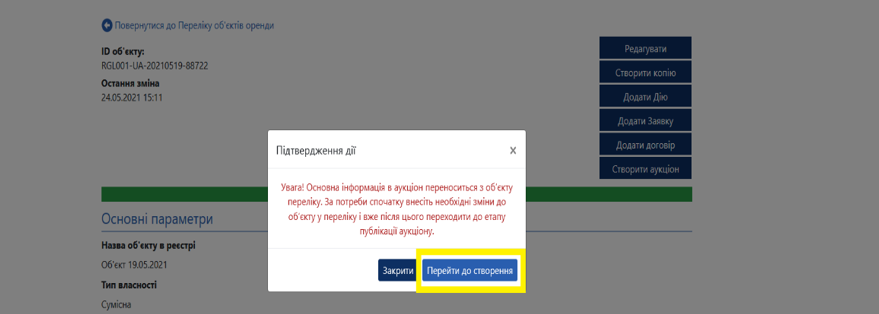 Повернутися до Переліку об'єктів оренди
ID об'єкту:
RGL001-UA-20210519-88722
Остання зміна
24.05.2021 15:11
Редагувати
Створити копію
Додати Дію
Додати Заявку
Додати договір
Створити аукціон
Підтвердження дії
x
Увага! Основна інформація в аукціон переноситься з об'єкту
переліку. За потреби спочатку внесіть необхідні зміни до
об'єкту у переліку і вже після цього переходити до етапу
публікації аукціону.
Закрити
Перейти до створення
Основні параметри
Назва об'єкту в реєстрі
Об'єкт 19.05.2021
Тип власності
Сумісна